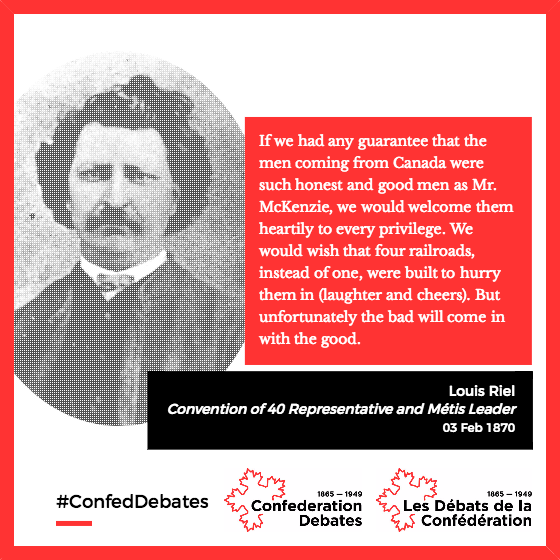 If we had any guarantee that the
men coming from Canada were
such honest and good men as Mr.
McKenzie, we would welcome them
heartily to every privilege. We
would wish that four railroads,
instead of one, were built to hurry
them in (laughter and cheers). But
unfortunately the bad will come in
with the good.
Louis Riel
Convention of 40 Representative and Métis Leader
03 Feb 1870
#ConfedDebates
1865 — 1949
Confederation
Debates
1865 — 1949
Les Débats de la
Confédération